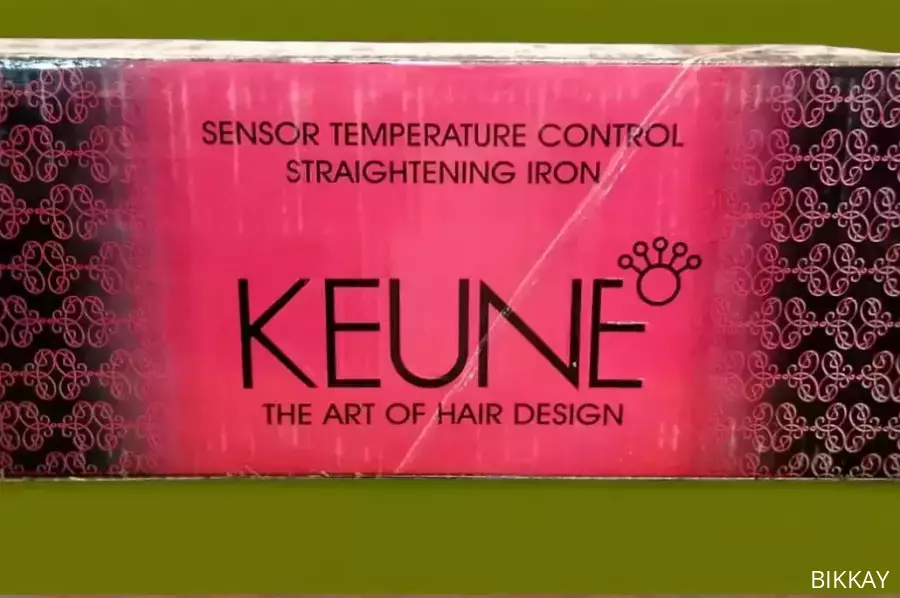 SENSOR TEMPERATURE CONTROL
STRAIGHTENING IRON
KEUNE
THE ART OF HAIR DESIGN
BIKKAY